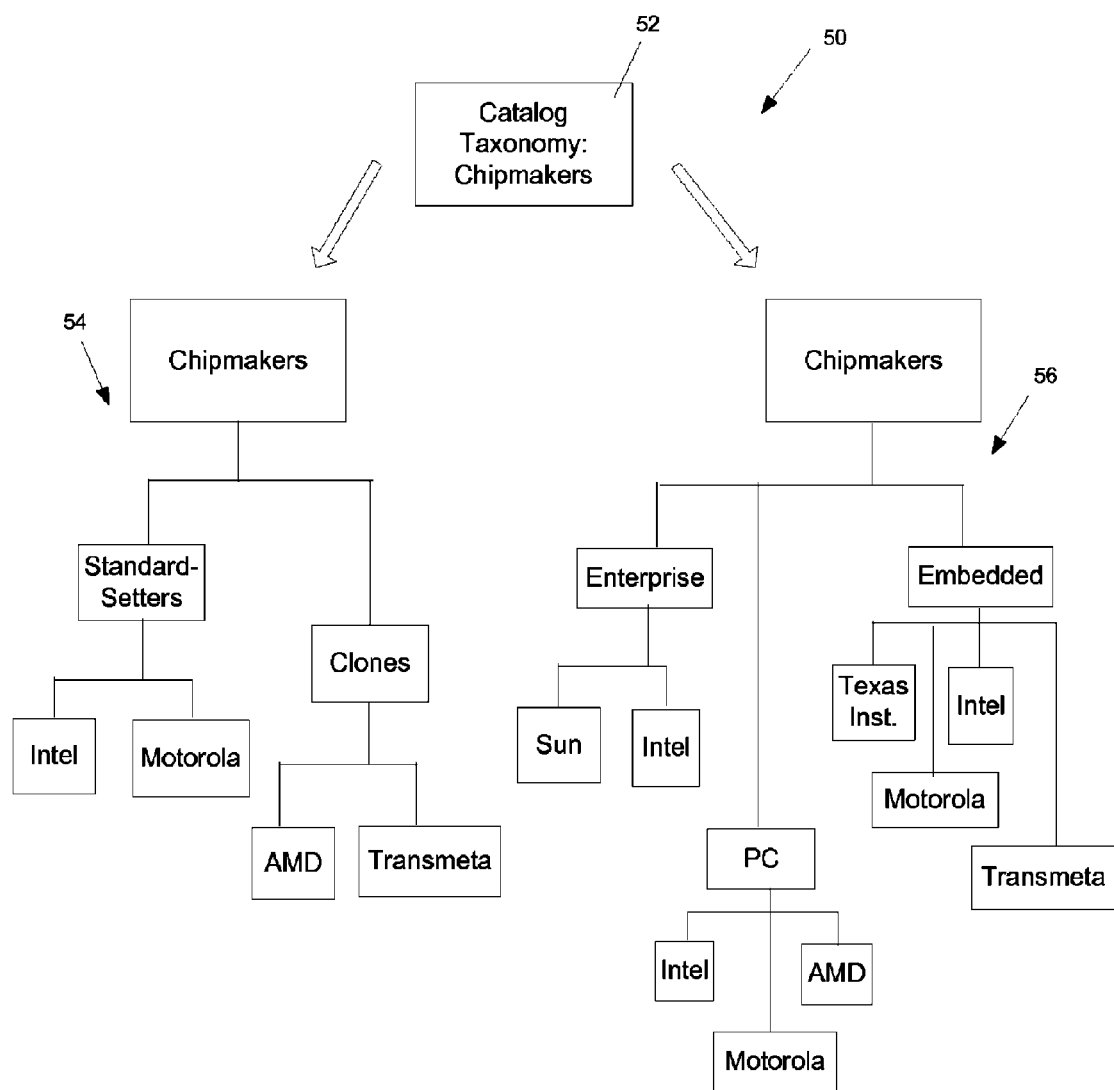 52
50
Catalog
Taxonomy:
Chipmakers
54
Chipmakers
Chipmakers
56
Standard-
Setters
Clones
Intel
Motorola
AMD
Transmeta
Enterprise
Embedded
Sun
Intel
Texas
Inst.
Intel
Motorola
Transmeta
PC
Intel
AMD
Motorola